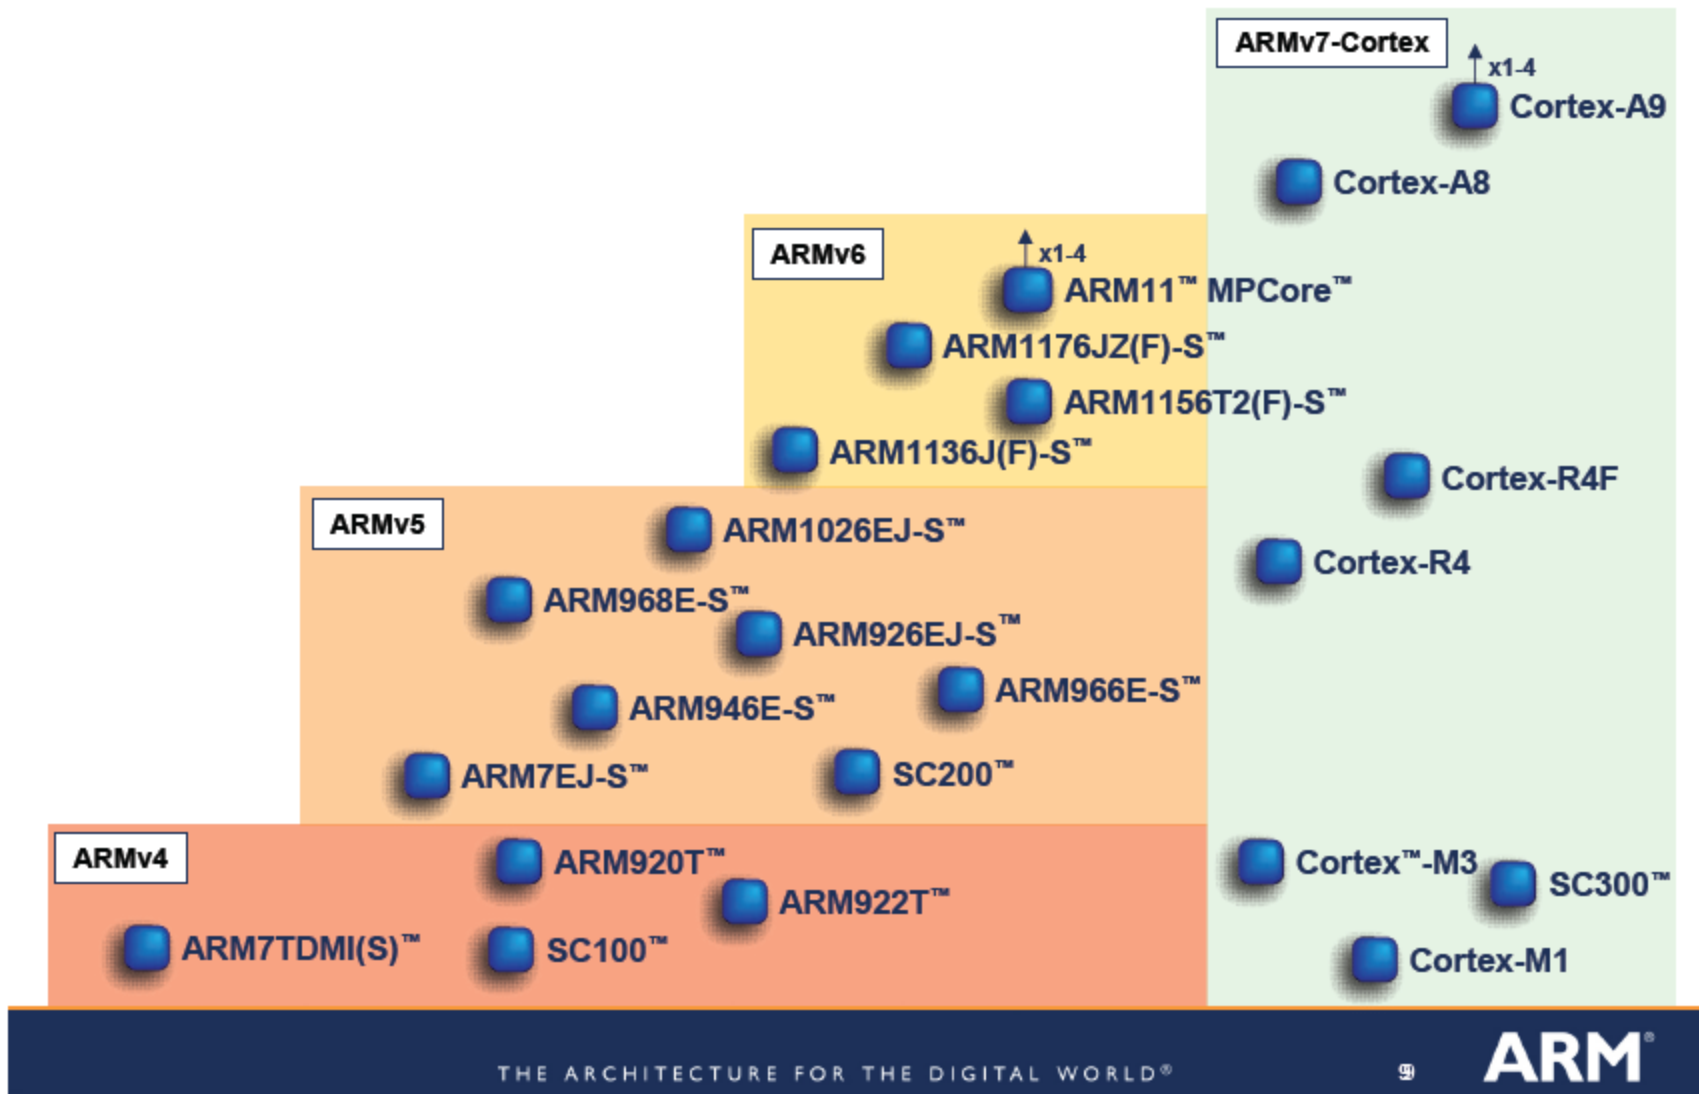 ARMv7-Cortex
x1-4
Cortex-A9
Cortex-A8
ARMv6
x1-4
ARM11™ MPCore™
ARM1176JZ(F)-S™
ARM1156T2(F)-S™
ARM1136J(F)-S™
Cortex-R4F
Cortex-R4
ARMv5
ARM1026EJ-S™
ARM968E-S™
ARM926EJ-S™
ARM966E-S™
ARM946E-S™
ARM7EJ-S™
SC200™
ARMv4
ARM920T™
ARM922T™
ARM7TDMI(S)™
SC100™
Cortex™-M3
SC300™
Cortex-M1
THE ARCHITECTURE FOR THE DIGITAL WORLD®
ARM®